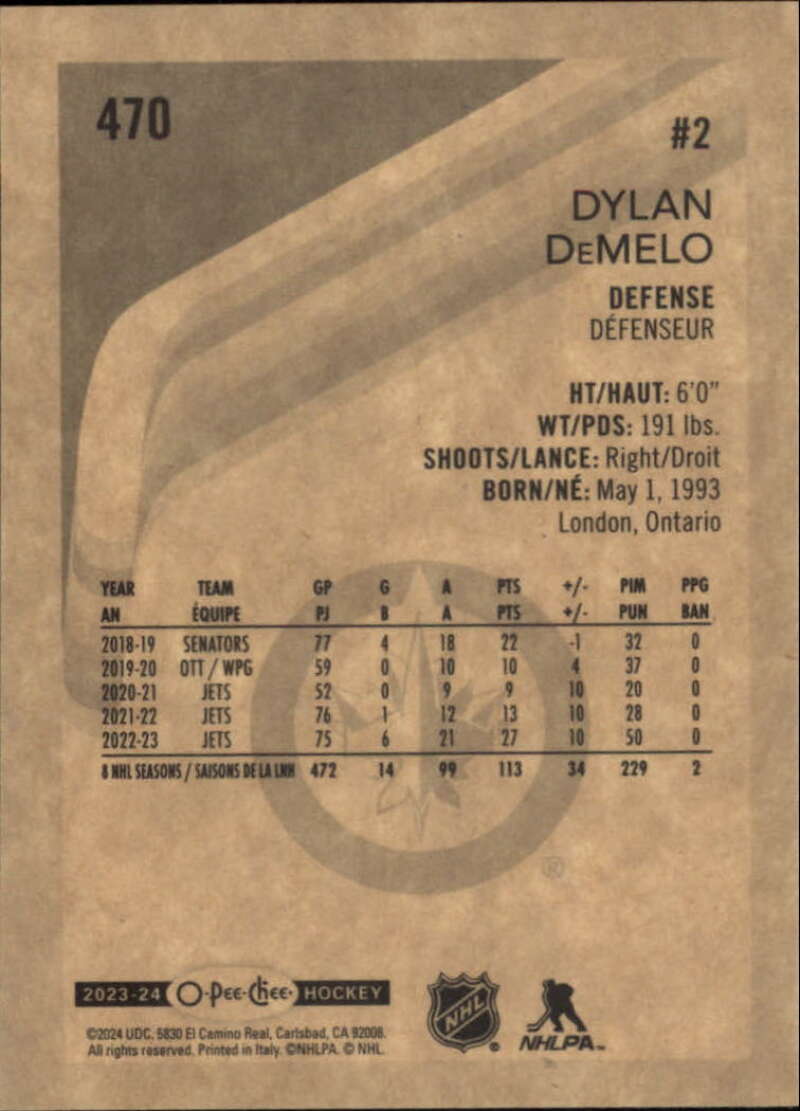 470
#2
DYLAN
DEMELO
DEFENSE
DÉFENSEUR
HT/HAUT: 6'0"
WT/PDS: 191 lbs.
SHOOTS/LANCE: Right/Droit
BORN/NÉ: May 1, 1993
London, Ontario
YEAR TEAM GP G A PTS +/- PIM PPG
AN ÉQUIPE PJ B A PTS +/- PUN BAN
2018-19 SENATORS 77 4 18 22 -1 32 0
2019-20 OTT / WPG 59 0 10 10 4 37 0
2020-21 JETS 52 0 9 9 10 20 0
2021-22 JETS 76 1 12 13 10 28 0
2022-23 JETS 75 6 21 27 10 50 0
8 NHL SEASONS / SAISONS DE LA LNH 472 14 99 113 34 229 2
®
2023-24 O-Pee-Chee HOCKEY
©2024 UDC. 5830 El Camino Real, Carlsbad, CA 92008.
All rights reserved. Printed in Italy. ©NHLPA. © NHL.
NHL ®
NHLPA™